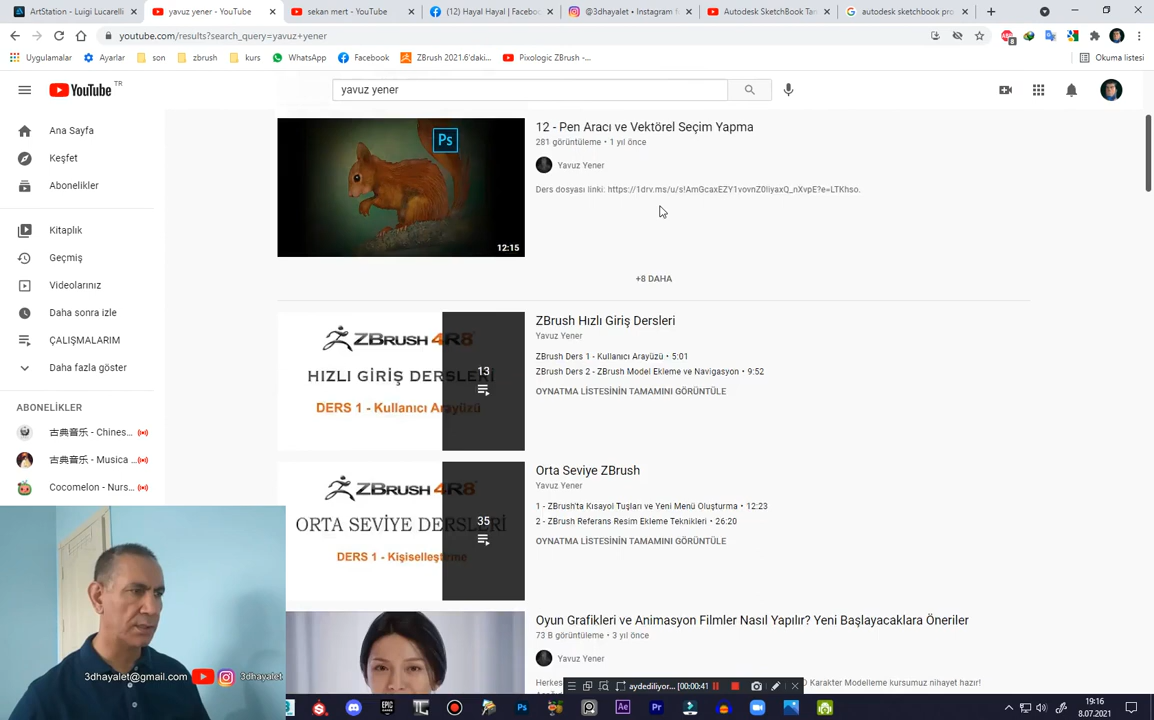 ArtStation - Luigi Lucarelli
yavuz yener - YouTube
sekan mert - YouTube
(12) Hayal Hayal | Facebook
@3dhayalet • Instagram f
Autodesk SketchBook Tan
autodesk sketchbook pro
youtube.com/results?search_query=yavuz+yener
8
Uygulamalar
Ayarlar
son
zbrush
kurs
WhatsApp
Facebook
ZBrush 2021.6'daki...
Pixologic ZBrush -...
Okuma listesi
YouTube TR
yavuz yener
Ana Sayfa
Keşfet
Abonelikler
Kitaplık
Geçmiş
Videolarınız
Daha sonra izle
ÇALIŞMALARIM
Daha fazla göster
ABONELİKLER
古典音乐 - Chines...
古典音乐 - Musica ...
Cocomelon - Nurs...
Ps
12:15
12 - Pen Aracı ve Vektörel Seçim Yapma
281 görüntüleme • 1 yıl önce
Yavuz Yener
Ders dosyası linki: https://1drv.ms/u/s!AmGcaxEZY1vovnZ0IiyaxQ_nXvpE?e=LTKhso.
+8 DAHA
ZBRUSH 4R8
HIZLI GİRİŞ DERSLERİ
DERS 1 - Kullanıcı Arayüzü
13
ZBrush Hızlı Giriş Dersleri
Yavuz Yener
ZBrush Ders 1 - Kullanıcı Arayüzü • 5:01
ZBrush Ders 2 - ZBrush Model Ekleme ve Navigasyon • 9:52
OYNATMA LİSTESİNİN TAMAMINI GÖRÜNTÜLE
ZBRUSH 4R8
ORTA SEVİYE DERSLERİ
DERS 1 - Kişiselleştirme
35
Orta Seviye ZBrush
Yavuz Yener
1 - ZBrush'ta Kısayol Tuşları ve Yeni Menü Oluşturma • 12:23
2 - ZBrush Referans Resim Ekleme Teknikleri • 26:20
OYNATMA LİSTESİNİN TAMAMINI GÖRÜNTÜLE
Oyun Grafikleri ve Animasyon Filmler Nasıl Yapılır? Yeni Başlayacaklara Öneriler
73 B görüntüleme • 3 yıl önce
Yavuz Yener
3dhayalet@gmail.com
3dhayalet
aydediliyor... [00:00:41]
EPIC
Ps
Ae
Pr
19:16
8.07.2021